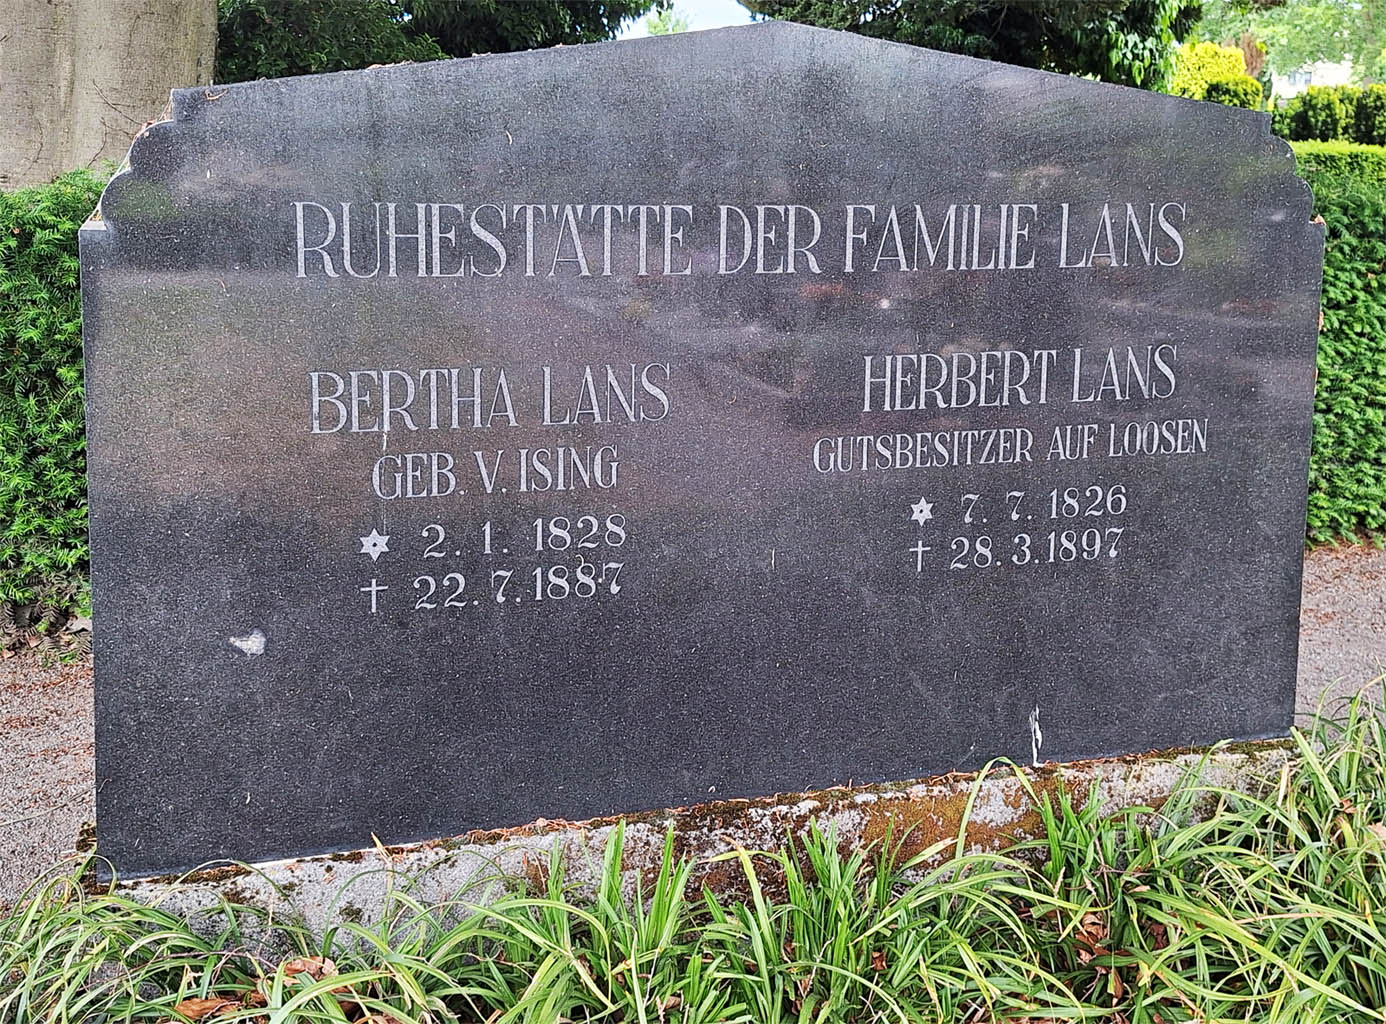 RUHESTÄTTE DER FAMILIE LANS
BERTHA LANS
GEB. V. ISING
✡ 2. 1. 1828
† 22. 7. 1887
HERBERT LANS
GUTSBESITZER AUF LOOSEN
✡ 7. 7. 1826
† 28. 3. 1897